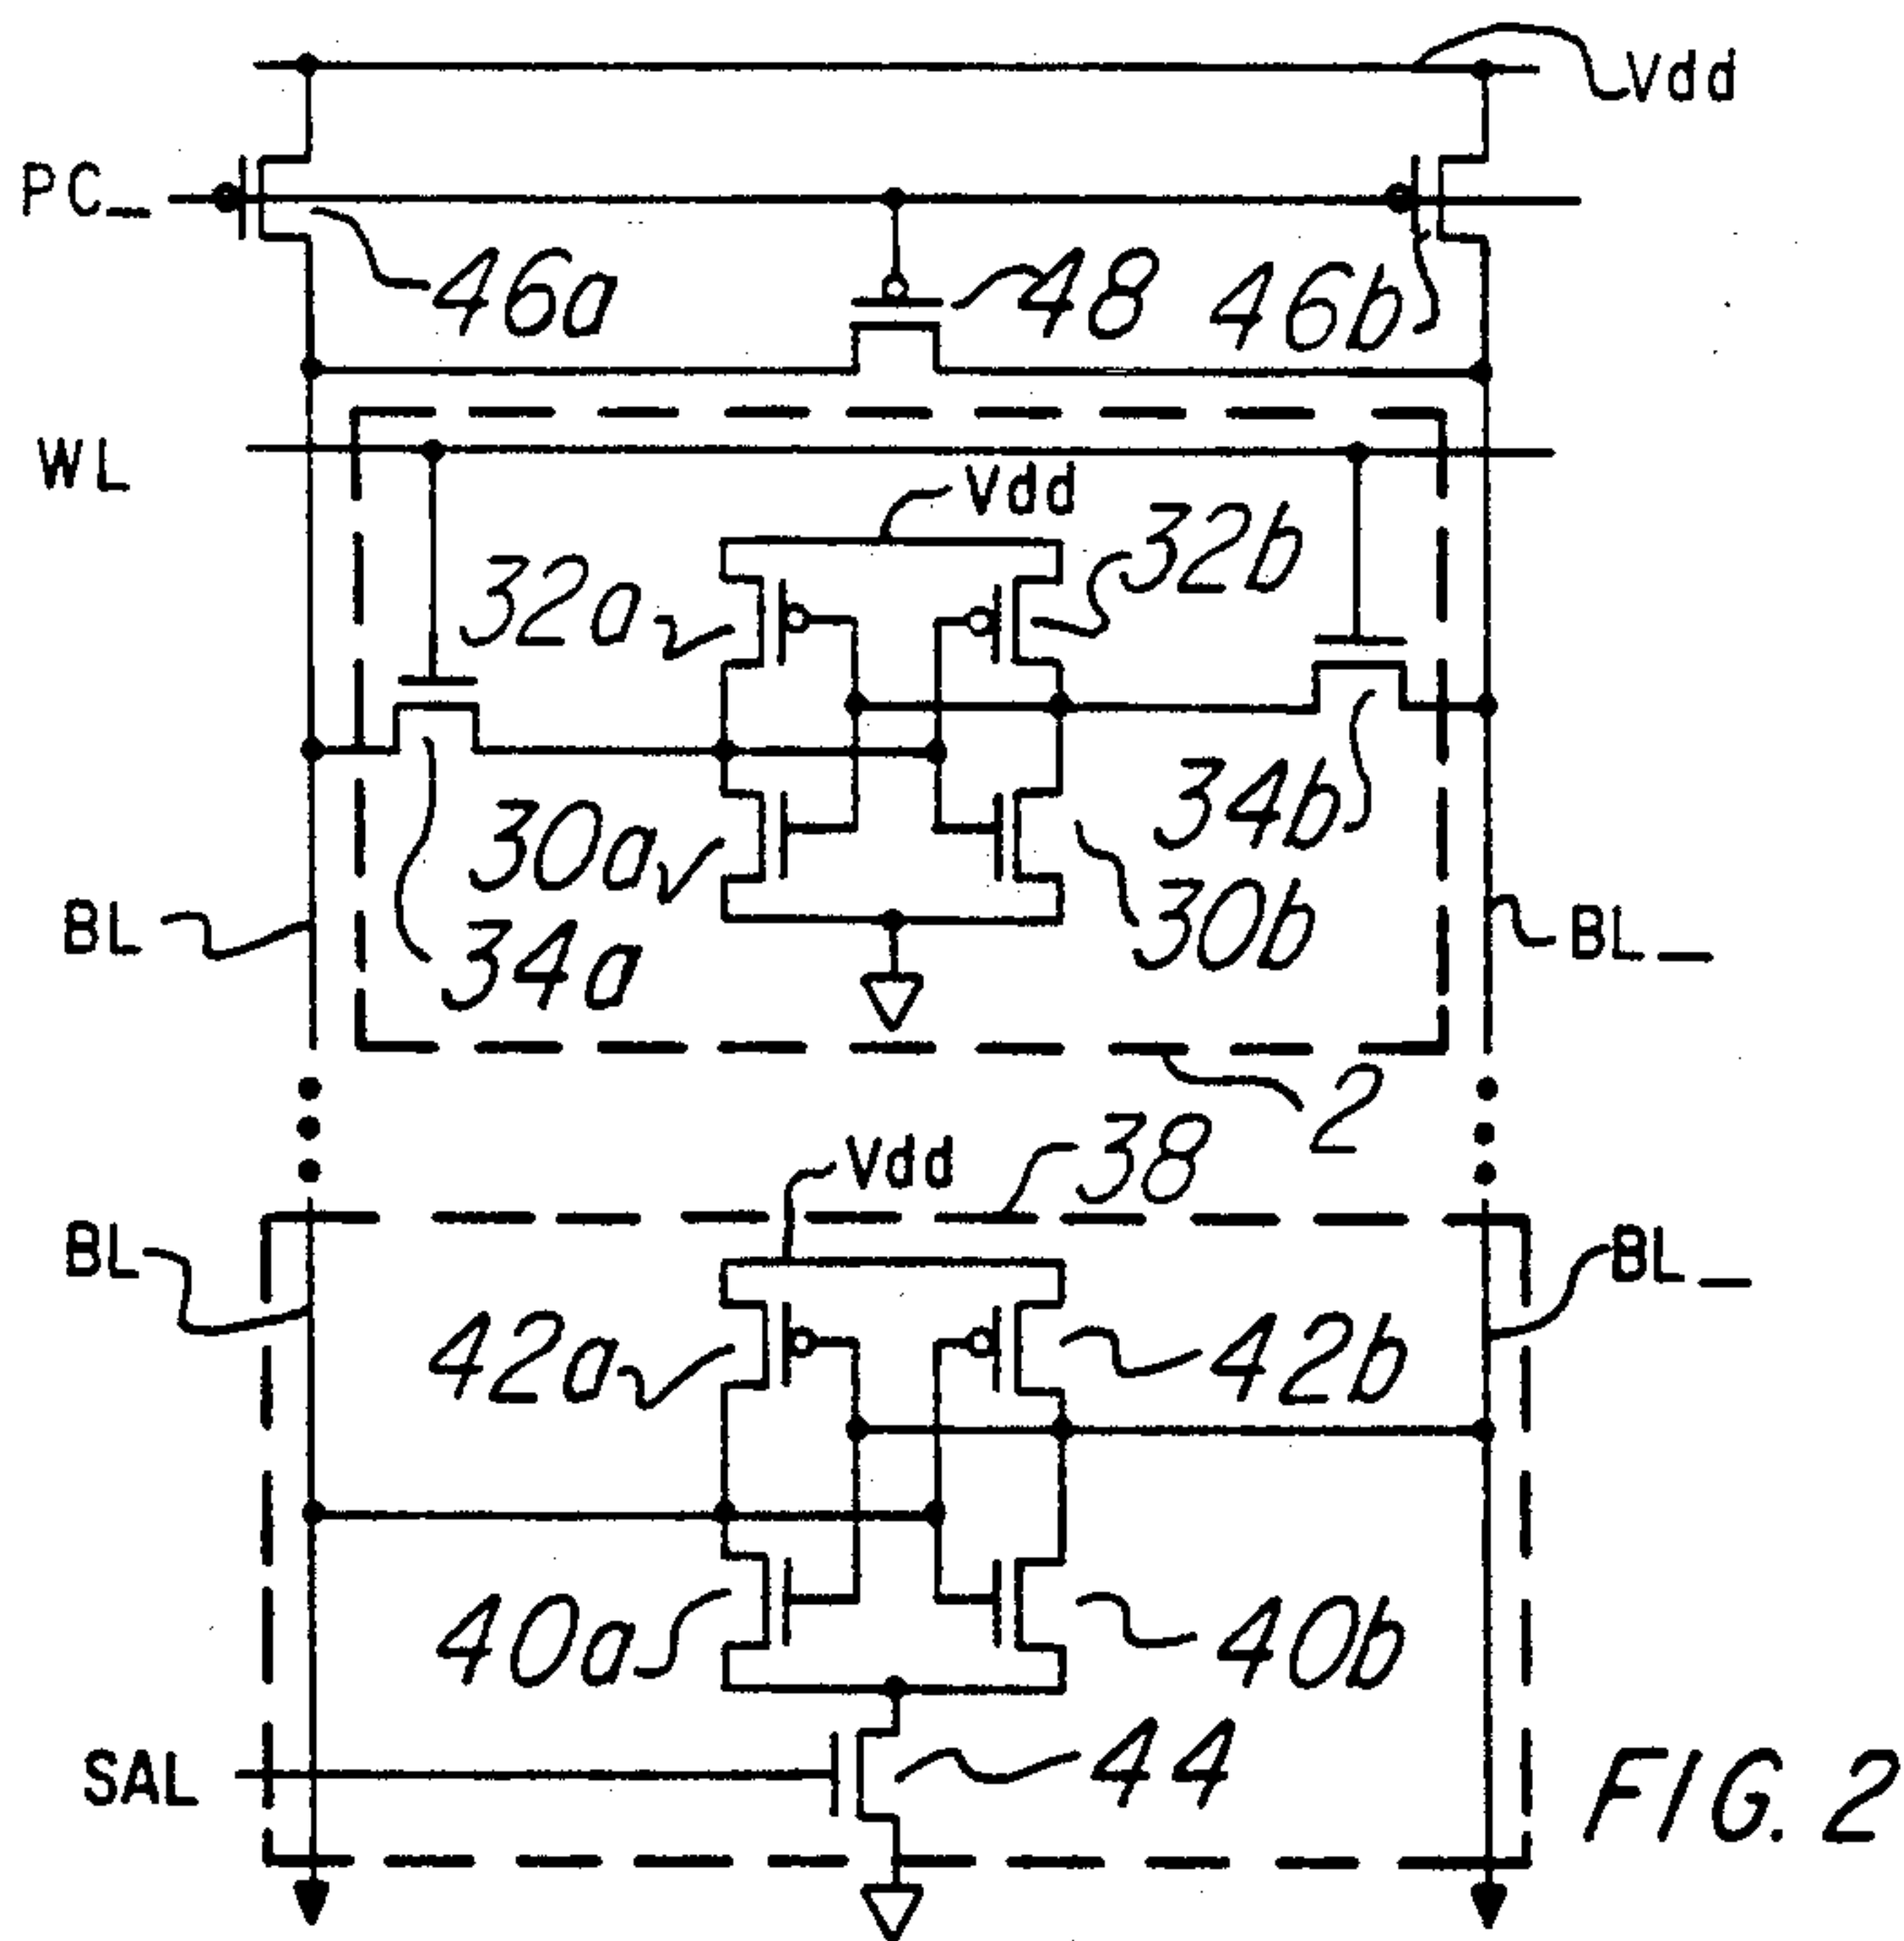 Vdd
PC_
46a
48
46b
WL
Vdd
32a
32b
30a
34b
BL
34a
30b
BL_
2
Vdd
38
BL
BL_
42a
42b
40a
40b
SAL
44
FIG. 2